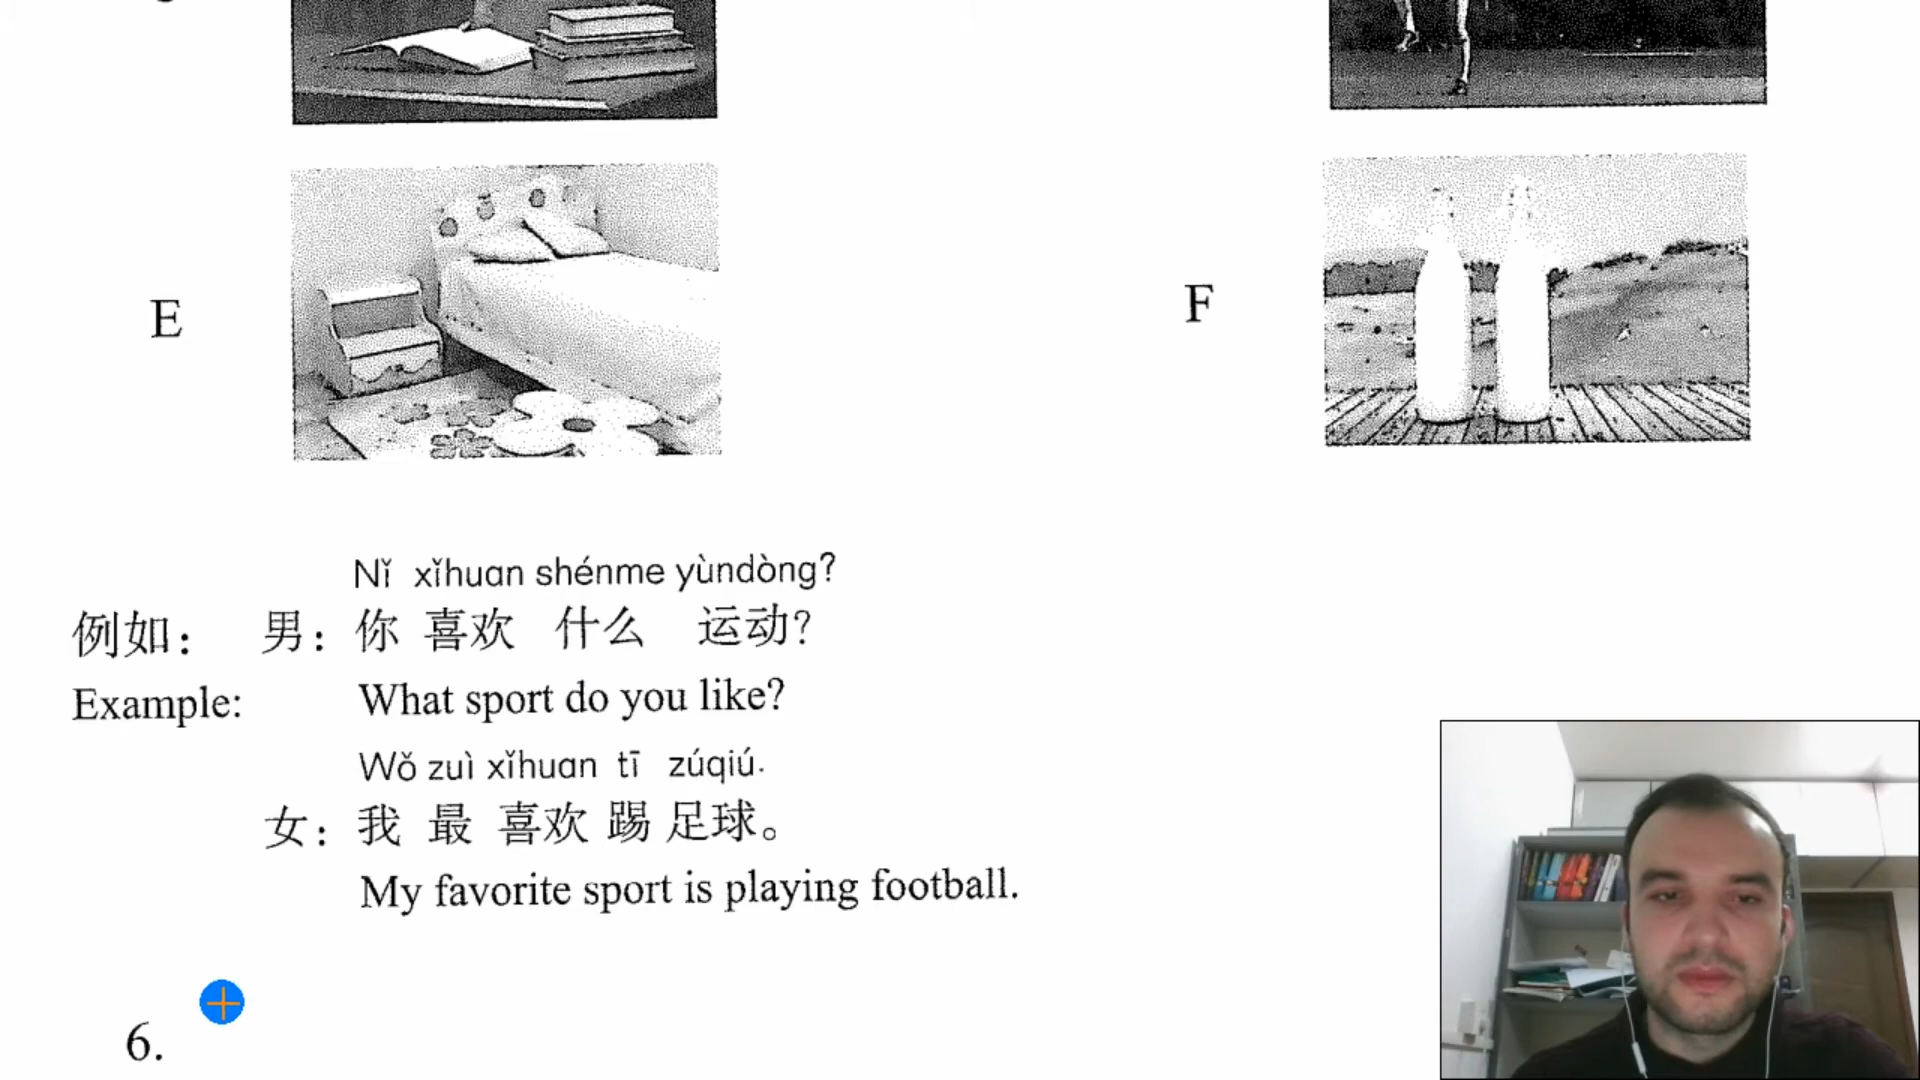 E
F
Nǐ xǐhuan shénme yùndòng?
例如： 男：你 喜欢 什么 运动？
Example: What sport do you like?
Wǒ zuì xǐhuan tī zúqiú.
女：我 最 喜欢 踢 足球。
My favorite sport is playing football.
6.